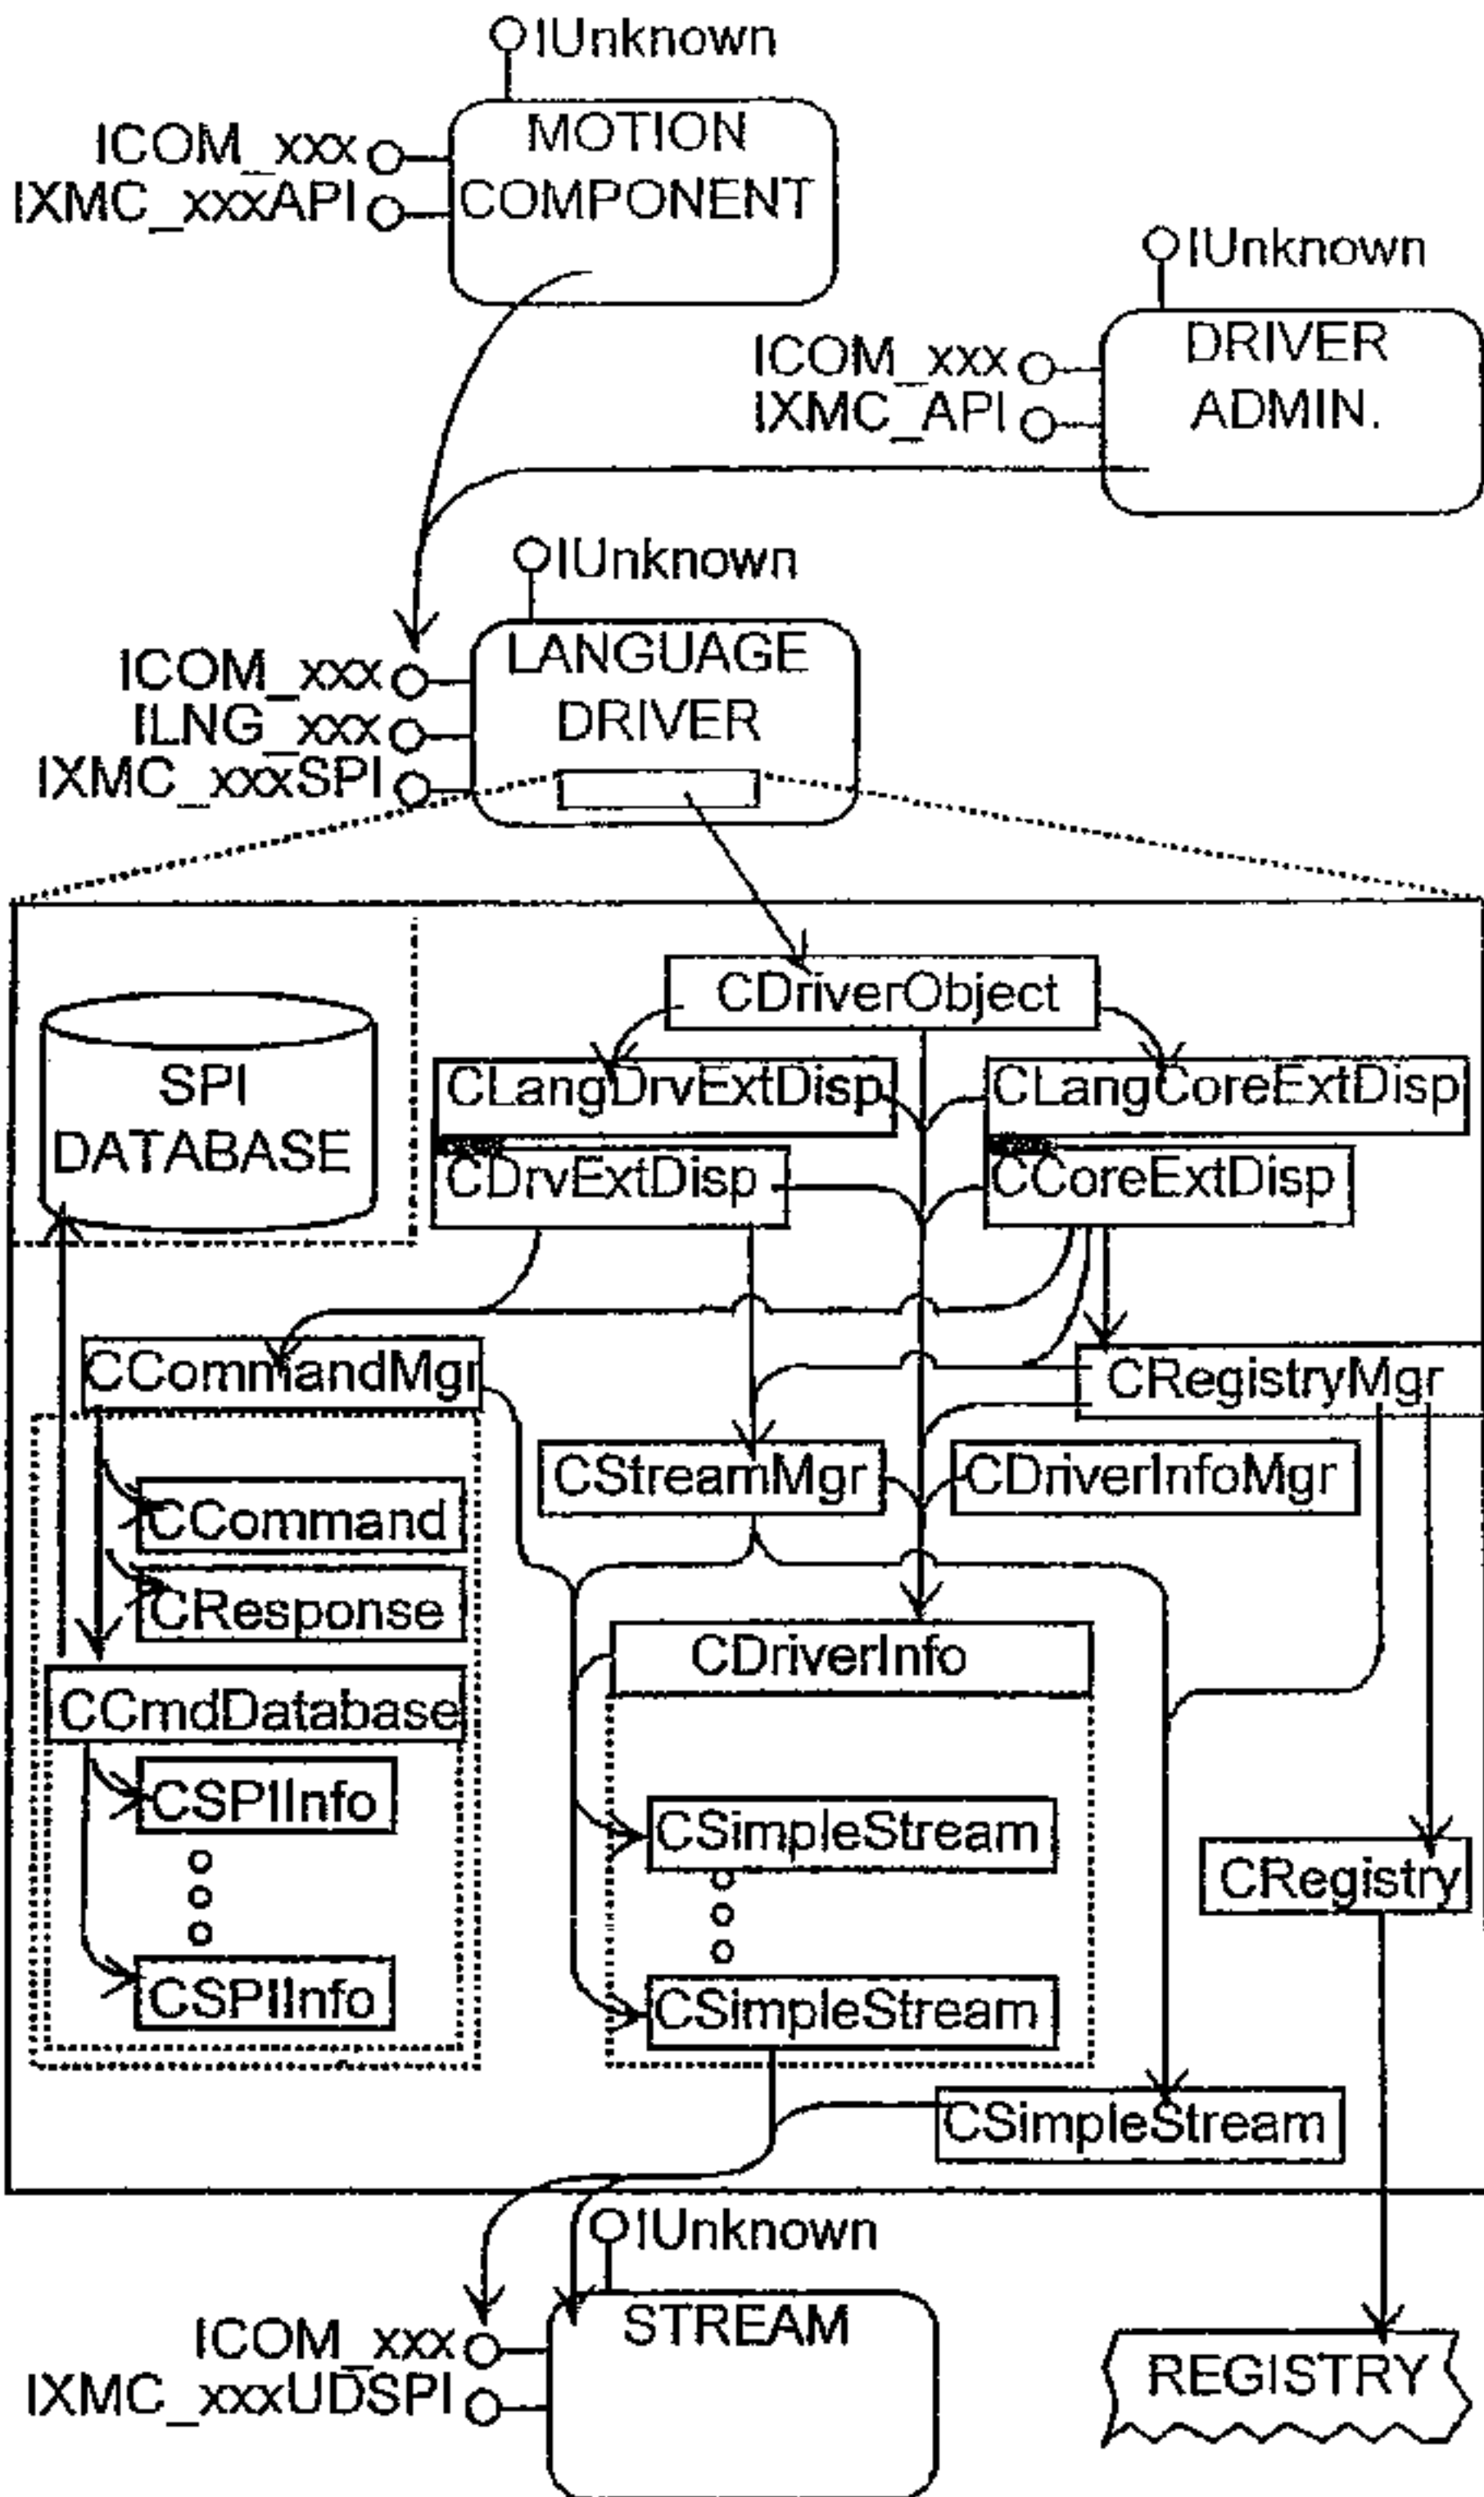 IUnknown
MOTION
COMPONENT
ICOM_xxx
IXMC_xxxAPI
IUnknown
DRIVER
ADMIN.
ICOM_xxx
IXMC_API
IUnknown
LANGUAGE
DRIVER
ICOM_xxx
ILNG_xxx
IXMC_xxxSPI
CDriverObject
SPI
DATABASE
CLangDrvExtDisp
CLangCoreExtDisp
CDrvExtDisp
CCoreExtDisp
CCommandMgr
CRegistryMgr
CStreamMgr
CDriverInfoMgr
CCommand
CResponse
CDriverInfo
CCmdDatabase
CSPIInfo
CSimpleStream
CRegistry
CSPIInfo
CSimpleStream
CSimpleStream
IUnknown
STREAM
ICOM_xxx
IXMC_xxxUDSPI
REGISTRY